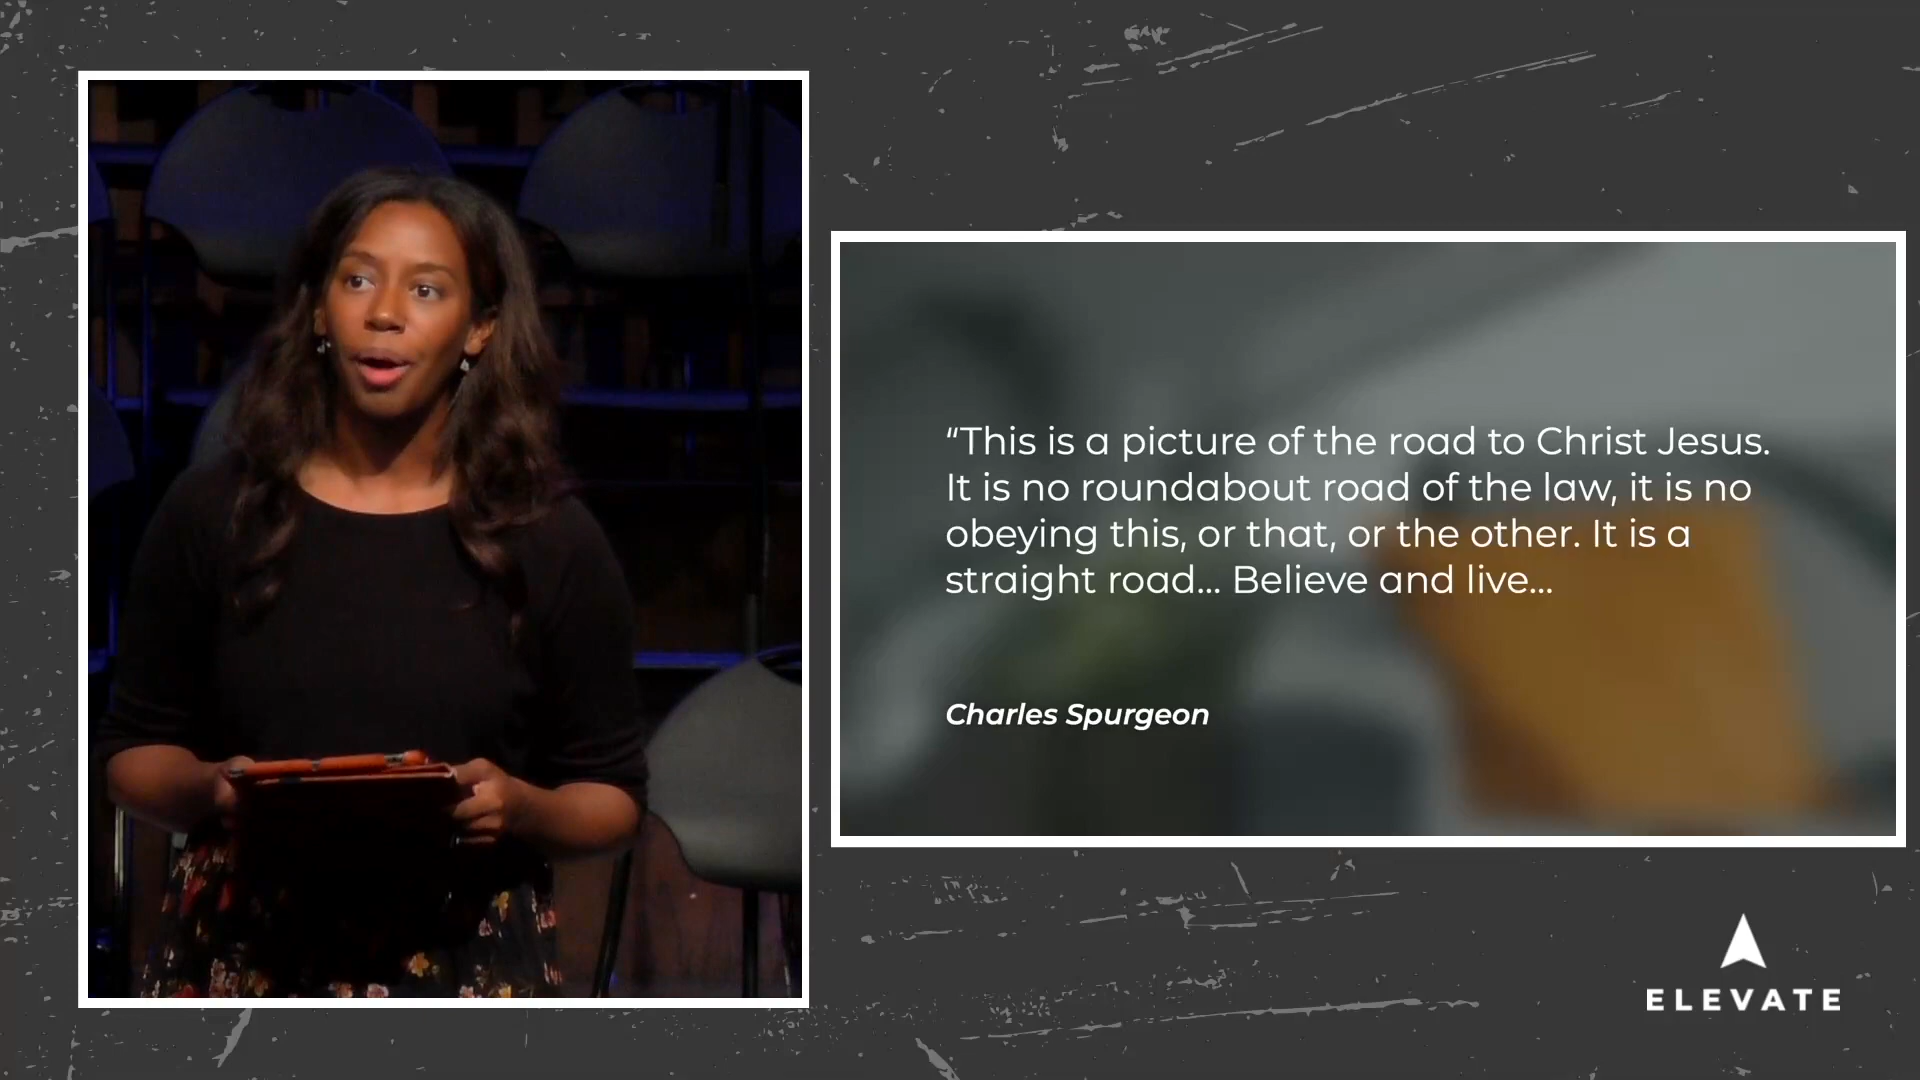 “This is a picture of the road to Christ Jesus.
It is no roundabout road of the law, it is no
obeying this, or that, or the other. It is a
straight road... Believe and live...
Charles Spurgeon
ELEVATE